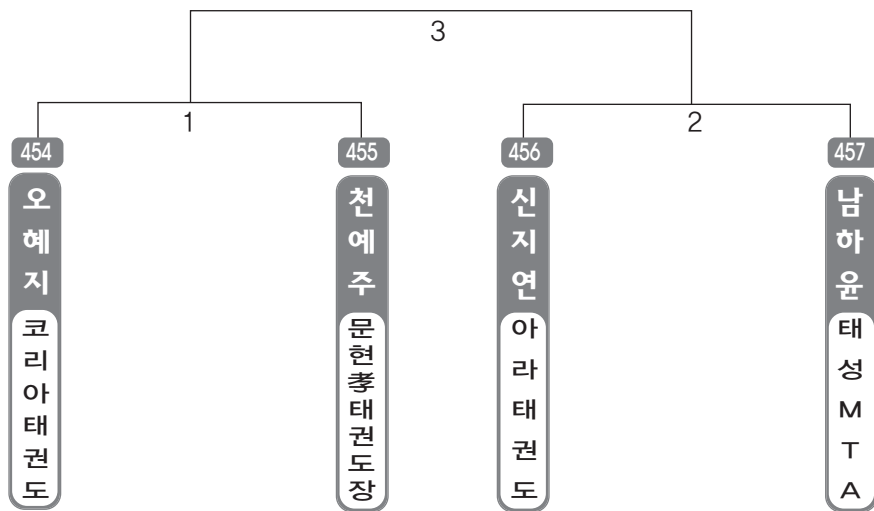 3
1
2
454
455
456
457
오혜지
천예주
신지연
남하윤
코리아태권도
문현孝태권도장
아라태권도
태성MTA